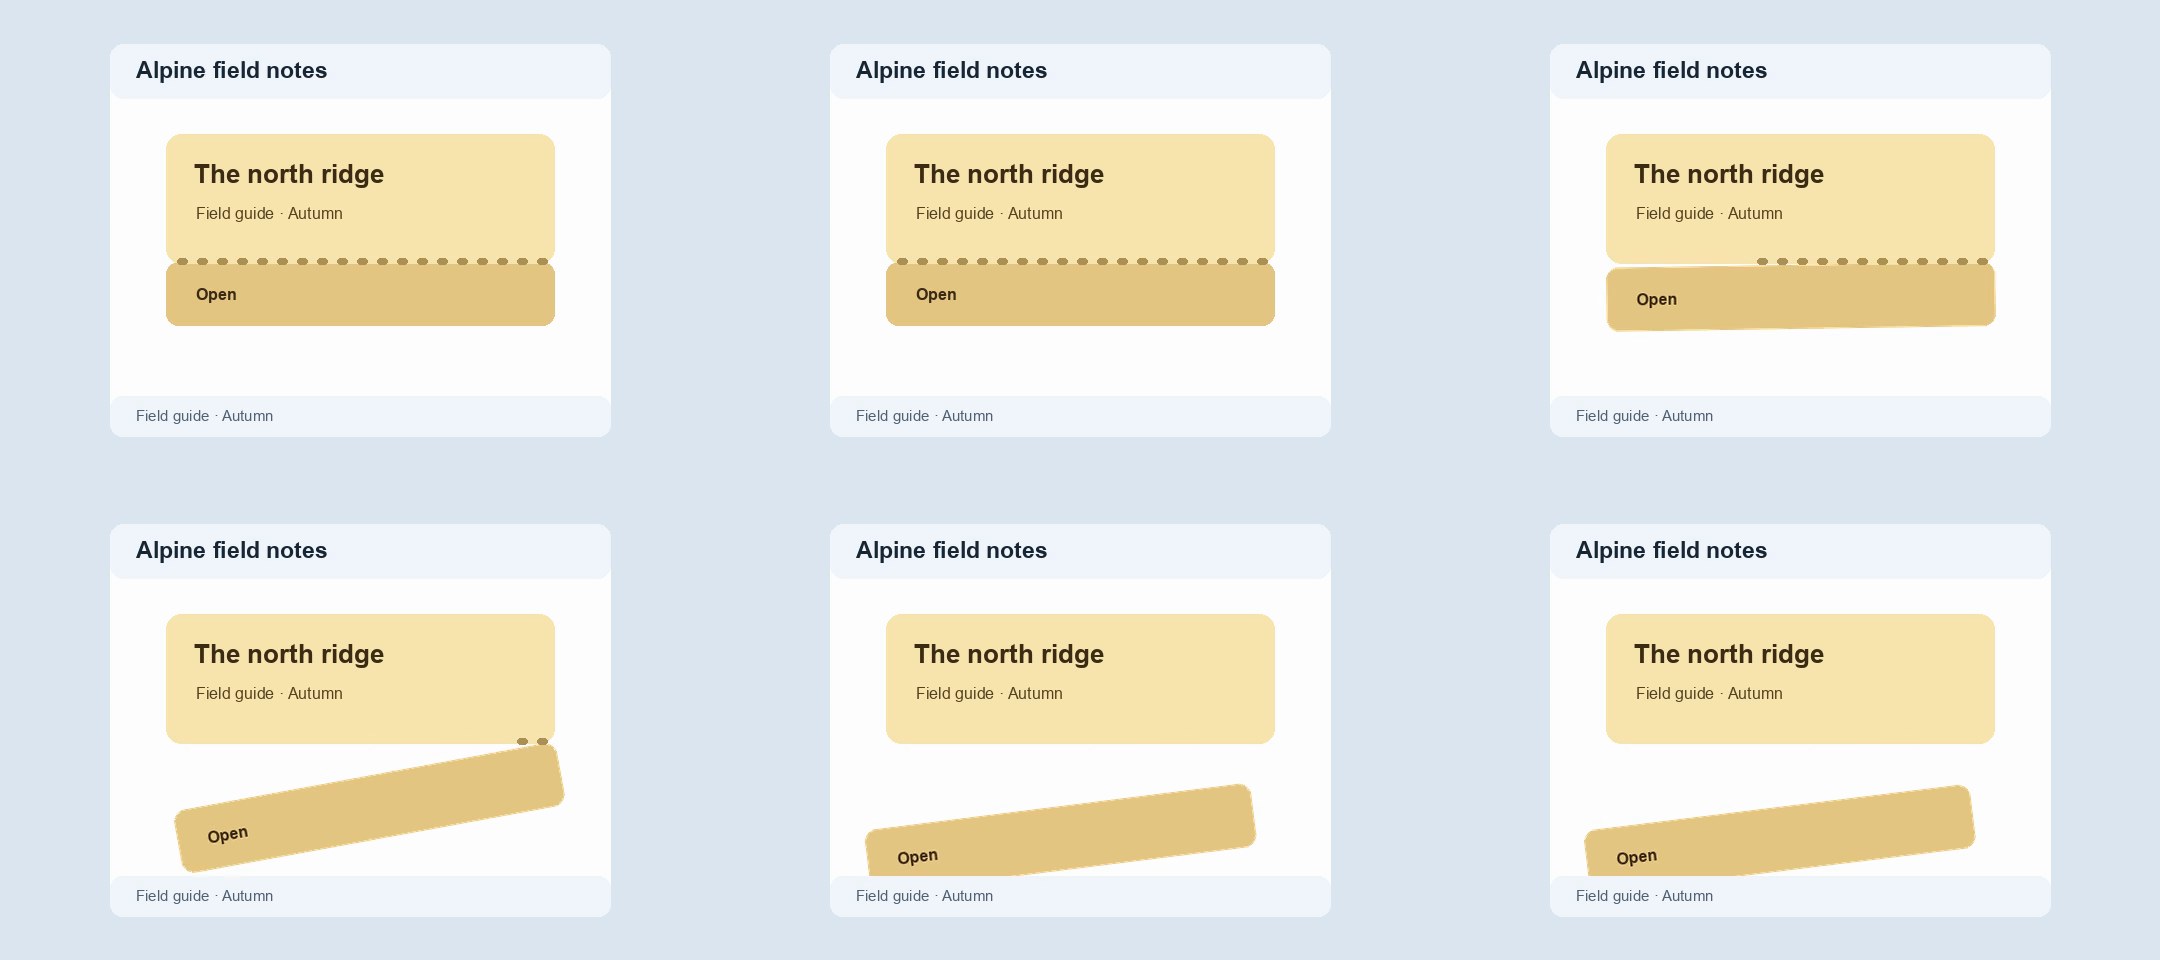 Alpine field notes
The north ridge
Field guide · Autumn
Open
Field guide · Autumn
Alpine field notes
The north ridge
Field guide · Autumn
Open
Field guide · Autumn
Alpine field notes
The north ridge
Field guide · Autumn
Open
Field guide · Autumn
Alpine field notes
The north ridge
Field guide · Autumn
Open
Field guide · Autumn
Alpine field notes
The north ridge
Field guide · Autumn
Open
Field guide · Autumn
Alpine field notes
The north ridge
Field guide · Autumn
Open
Field guide · Autumn